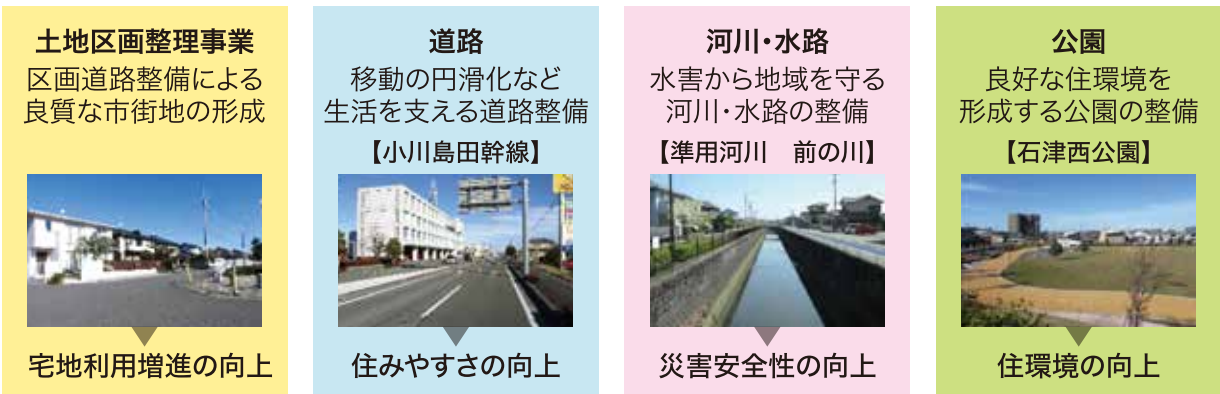 土地区画整理事業
区画道路整備による
良質な市街地の形成
宅地利用増進の向上
道路
移動の円滑化など
生活を支える道路整備
【小川島田幹線】
住みやすさの向上
河川・水路
水害から地域を守る
河川・水路の整備
【準用河川　前の川】
災害安全性の向上
公園
良好な住環境を
形成する公園の整備
【石津西公園】
住環境の向上